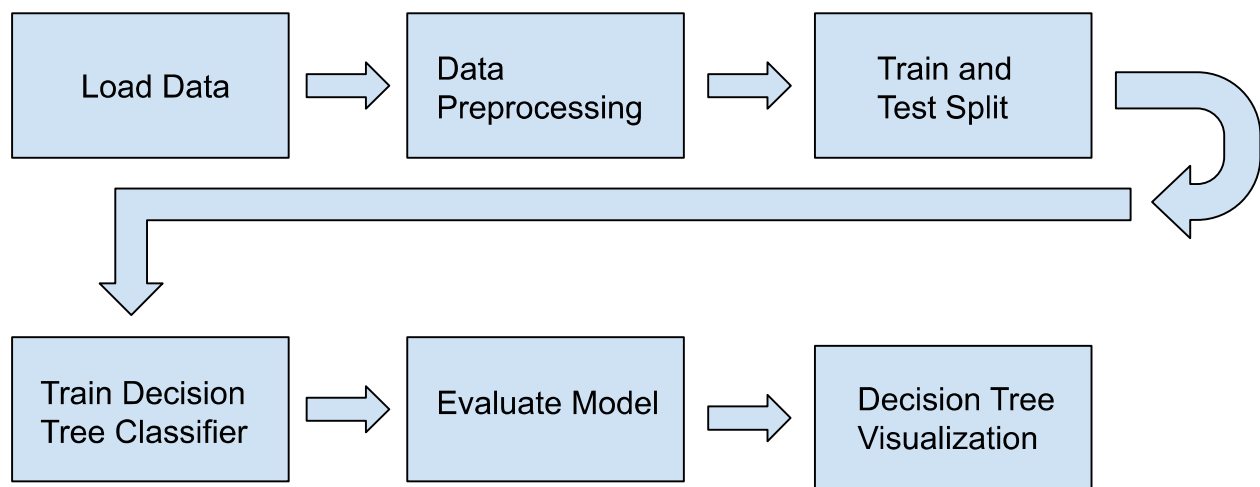 Load Data
Data
Preprocessing
Train and
Test Split
Train Decision
Tree Classifier
Evaluate Model
Decision Tree
Visualization